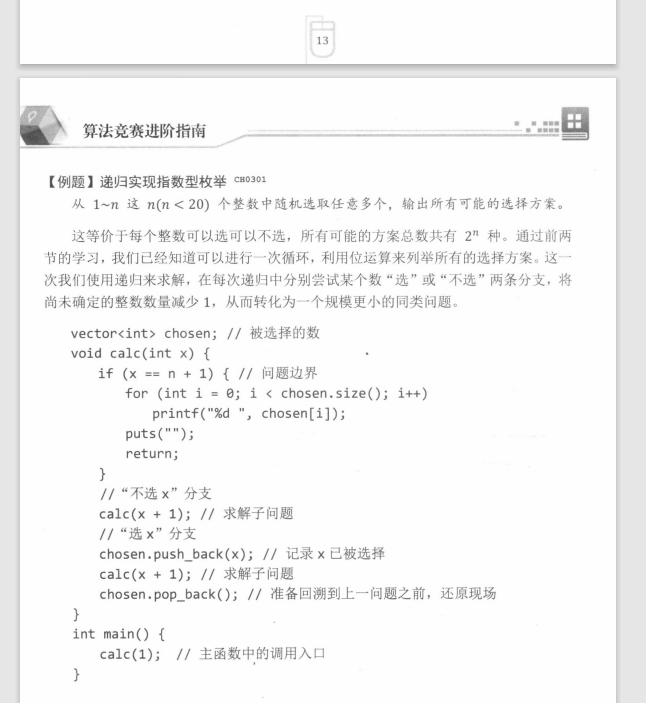 13
算法竞赛进阶指南
【例题】递归实现指数型枚举 CH0301
从 1~n 这 n(n < 20) 个整数中随机选取任意多个，输出所有可能的选择方案。
这等价于每个整数可以选可以不选，所有可能的方案总数共有 2ⁿ 种。通过前两
节的学习，我们已经知道可以进行一次循环，利用位运算来列举所有的选择方案。这一
次我们使用递归来求解，在每次递归中分别尝试某个数“选”或“不选”两条分支，将
尚未确定的整数数量减少 1，从而转化为一个规模更小的同类问题。
vector<int> chosen; // 被选择的数
void calc(int x) {
if (x == n + 1) { // 问题边界
for (int i = 0; i < chosen.size(); i++)
printf("%d ", chosen[i]);
puts("");
return;
}
// “不选 x” 分支
calc(x + 1); // 求解子问题
// “选 x” 分支
chosen.push_back(x); // 记录 x 已被选择
calc(x + 1); // 求解子问题
chosen.pop_back(); // 准备回溯到上一问题之前，还原现场
}
int main() {
calc(1); // 主函数中的调用入口
}